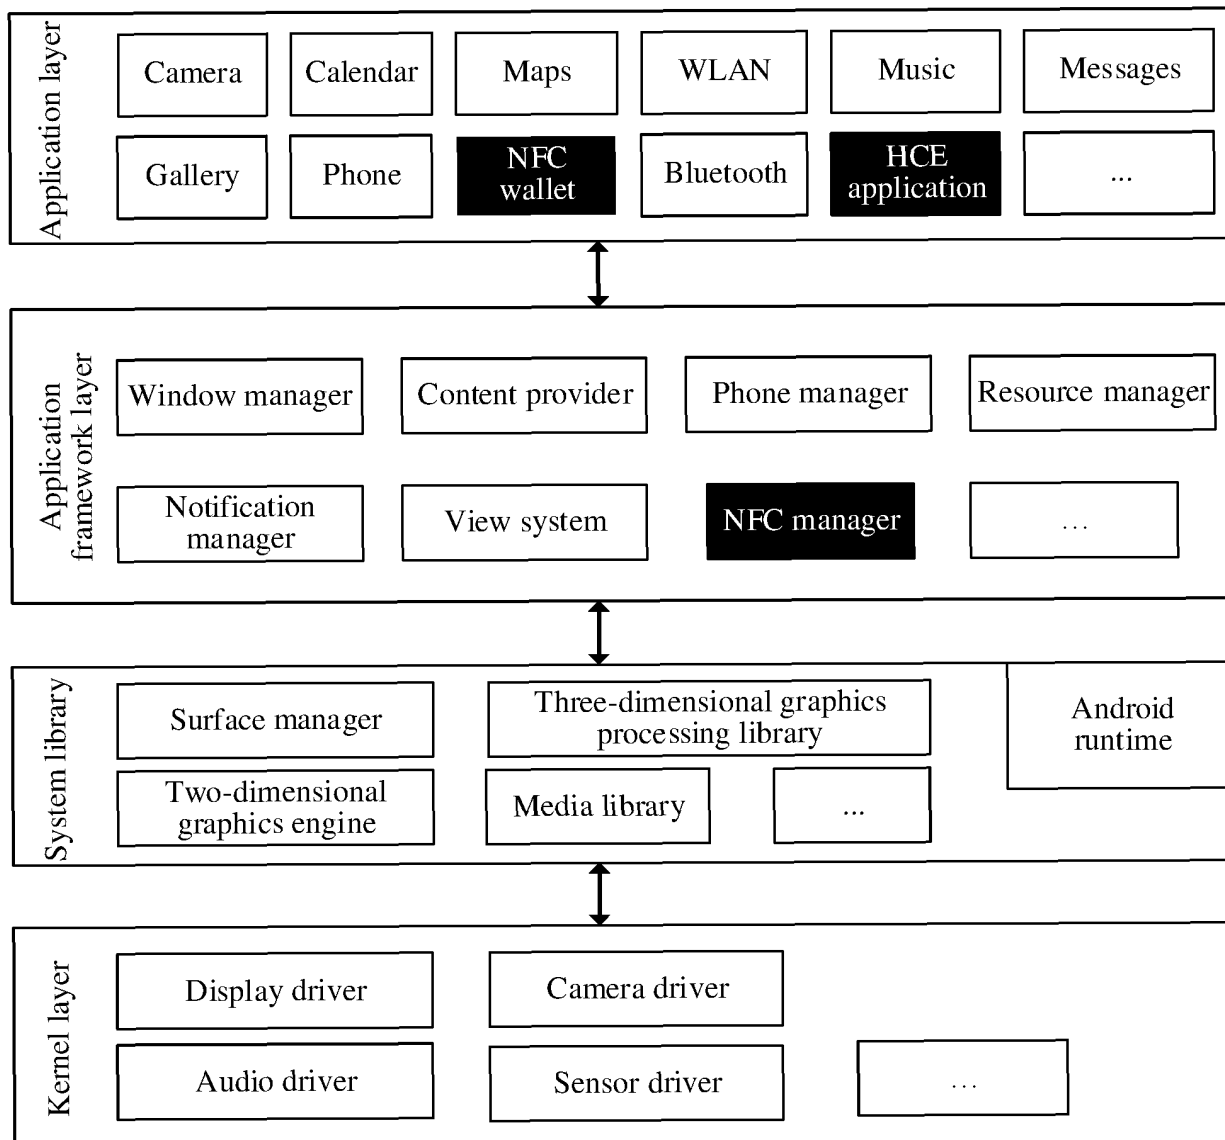 Application layer
Camera
Calendar
Maps
WLAN
Music
Messages
Gallery
Phone
NFC
wallet
Bluetooth
HCE
application
...
Application
framework layer
Window manager
Content provider
Phone manager
Resource manager
Notification
manager
View system
NFC manager
...
System library
Surface manager
Three-dimensional graphics
processing library
Android
runtime
Two-dimensional
graphics engine
Media library
...
Kernel layer
Display driver
Camera driver
Audio driver
Sensor driver
...